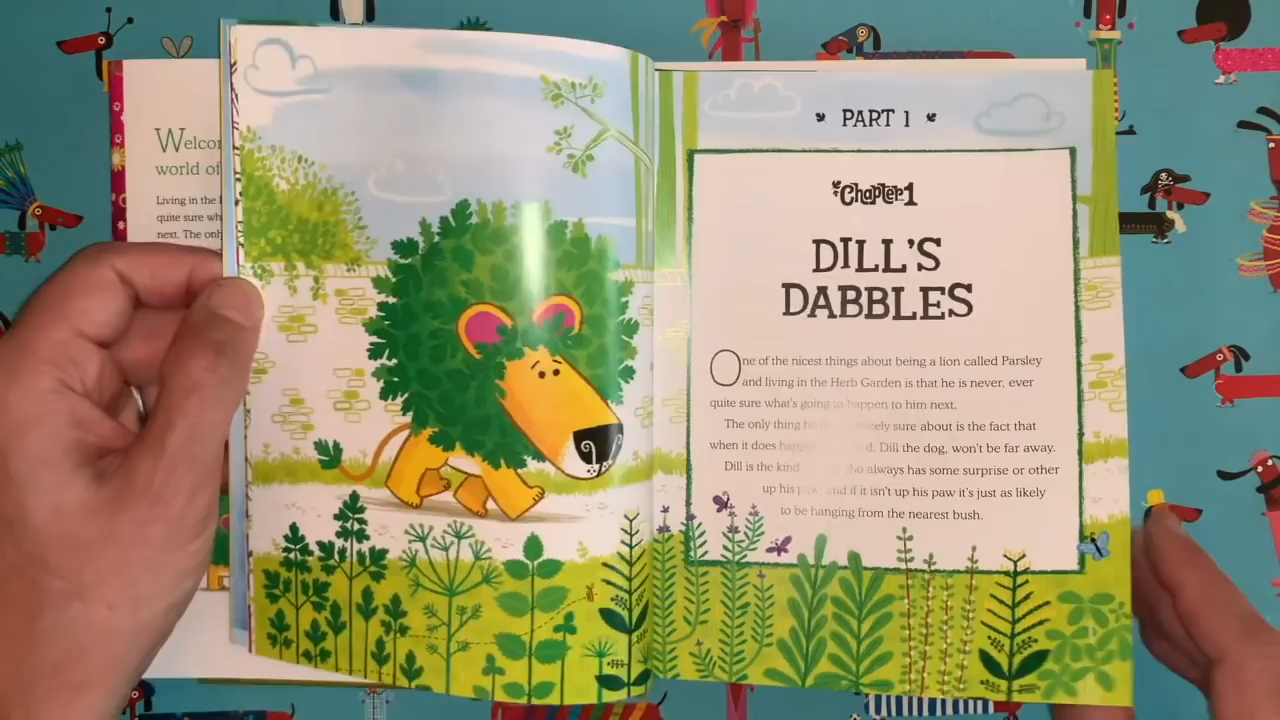 Welcom
world of
Living in the
quite sure wh
next. The only
PART 1
Chapter 1
DILL'S
DABBLES
One of the nicest things about being a lion called Parsley
and living in the Herb Garden is that he is never, ever
quite sure what's going to happen to him next.
The only thing he is sure about is the fact that
when it does Dill the dog, won't be far away.
Dill is the kind who always has some surprise or other
up his paw, and if it isn't up his paw it's just as likely
to be hanging from the nearest bush.